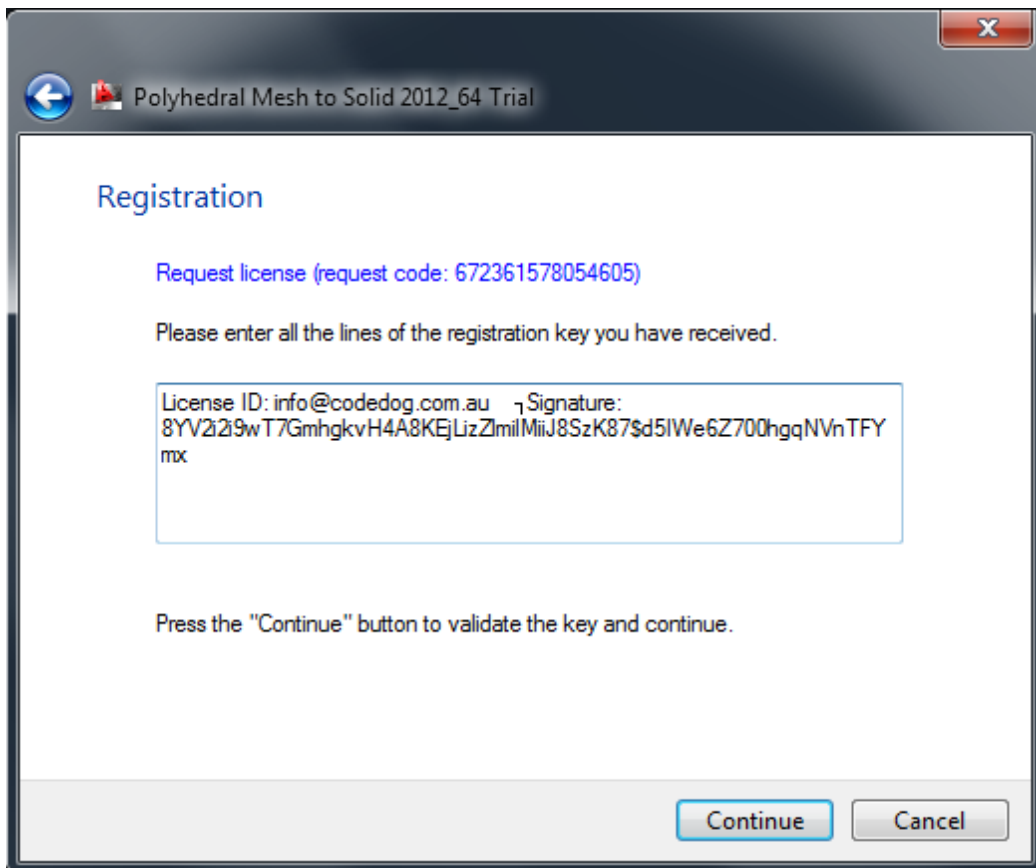 x
Polyhedral Mesh to Solid 2012_64 Trial
Registration
Request license (request code: 672361578054605)
Please enter all the lines of the registration key you have received.
License ID: info@codedog.com.au ┐Signature:
8YV2i2i9wT7GmhgkvH4A8KEjLizZlmilMiiJ8SzK87$d5IWe6Z700hgqNVnTFY
mx
Press the "Continue" button to validate the key and continue.
Continue Cancel